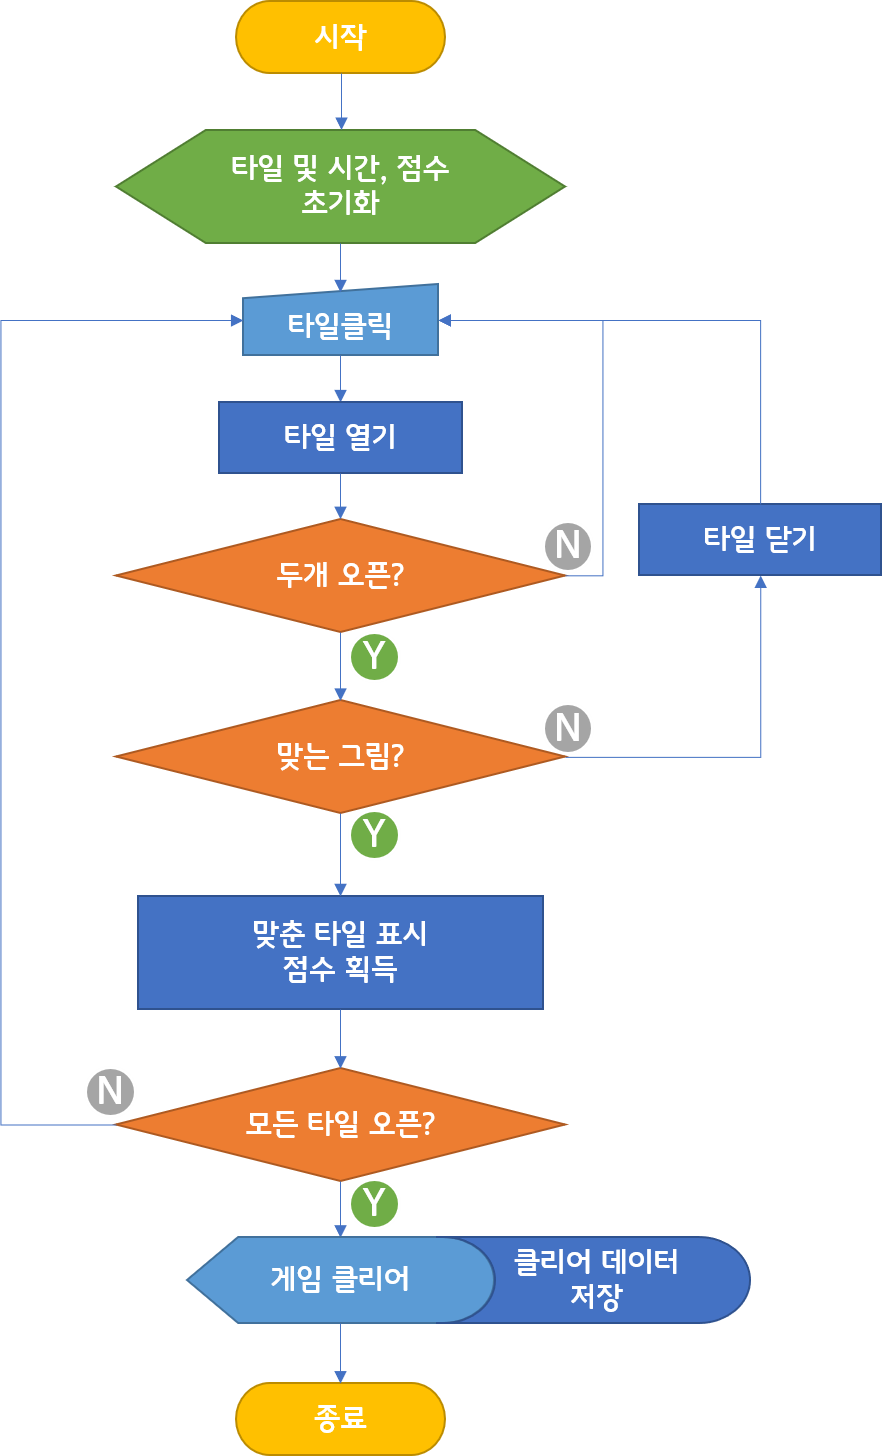 시작
타일 및 시간, 점수
초기화
타일클릭
타일 열기
두개 오픈?
N
타일 닫기
Y
맞는 그림?
N
Y
맞춘 타일 표시
점수 획득
N
모든 타일 오픈?
Y
게임 클리어
클리어 데이터
저장
종료